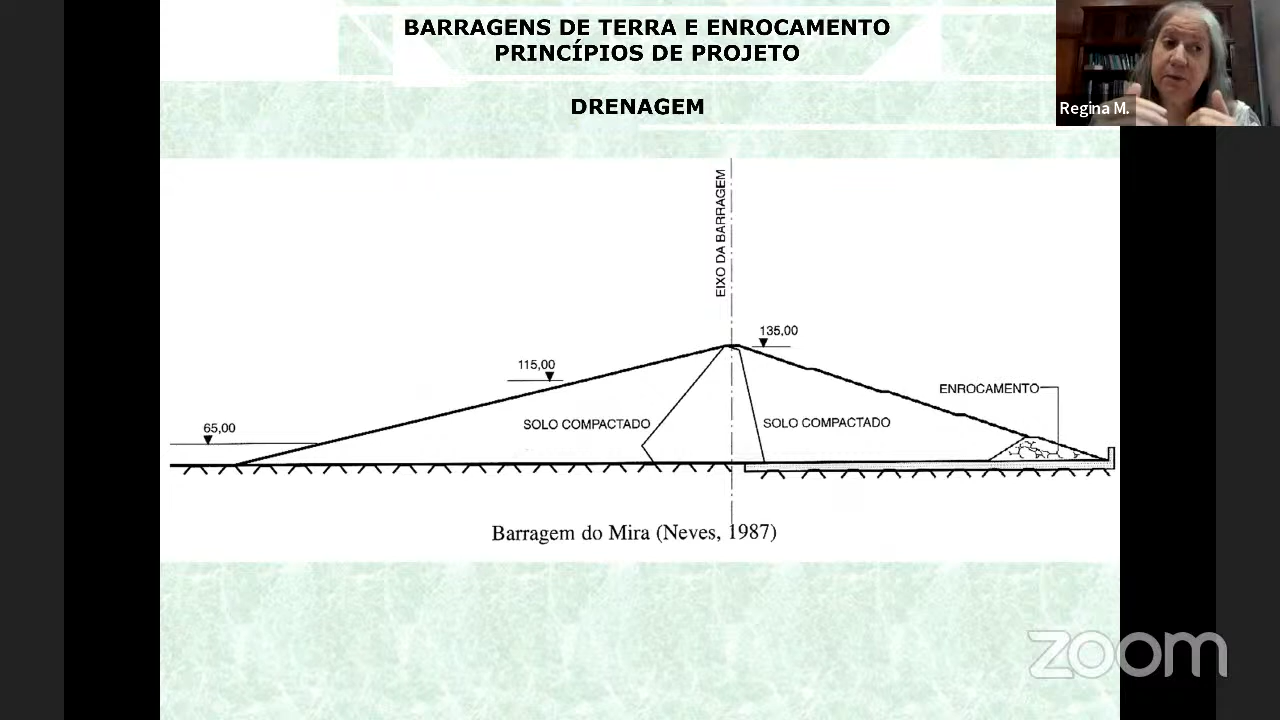 BARRAGENS DE TERRA E ENROCAMENTO
PRINCÍPIOS DE PROJETO
Regina M.
DRENAGEM
EIXO DA BARRAGEM
135,00
115,00
ENROCAMENTO
65,00
SOLO COMPACTADO
SOLO COMPACTADO
Barragem do Mira (Neves, 1987)
zoom